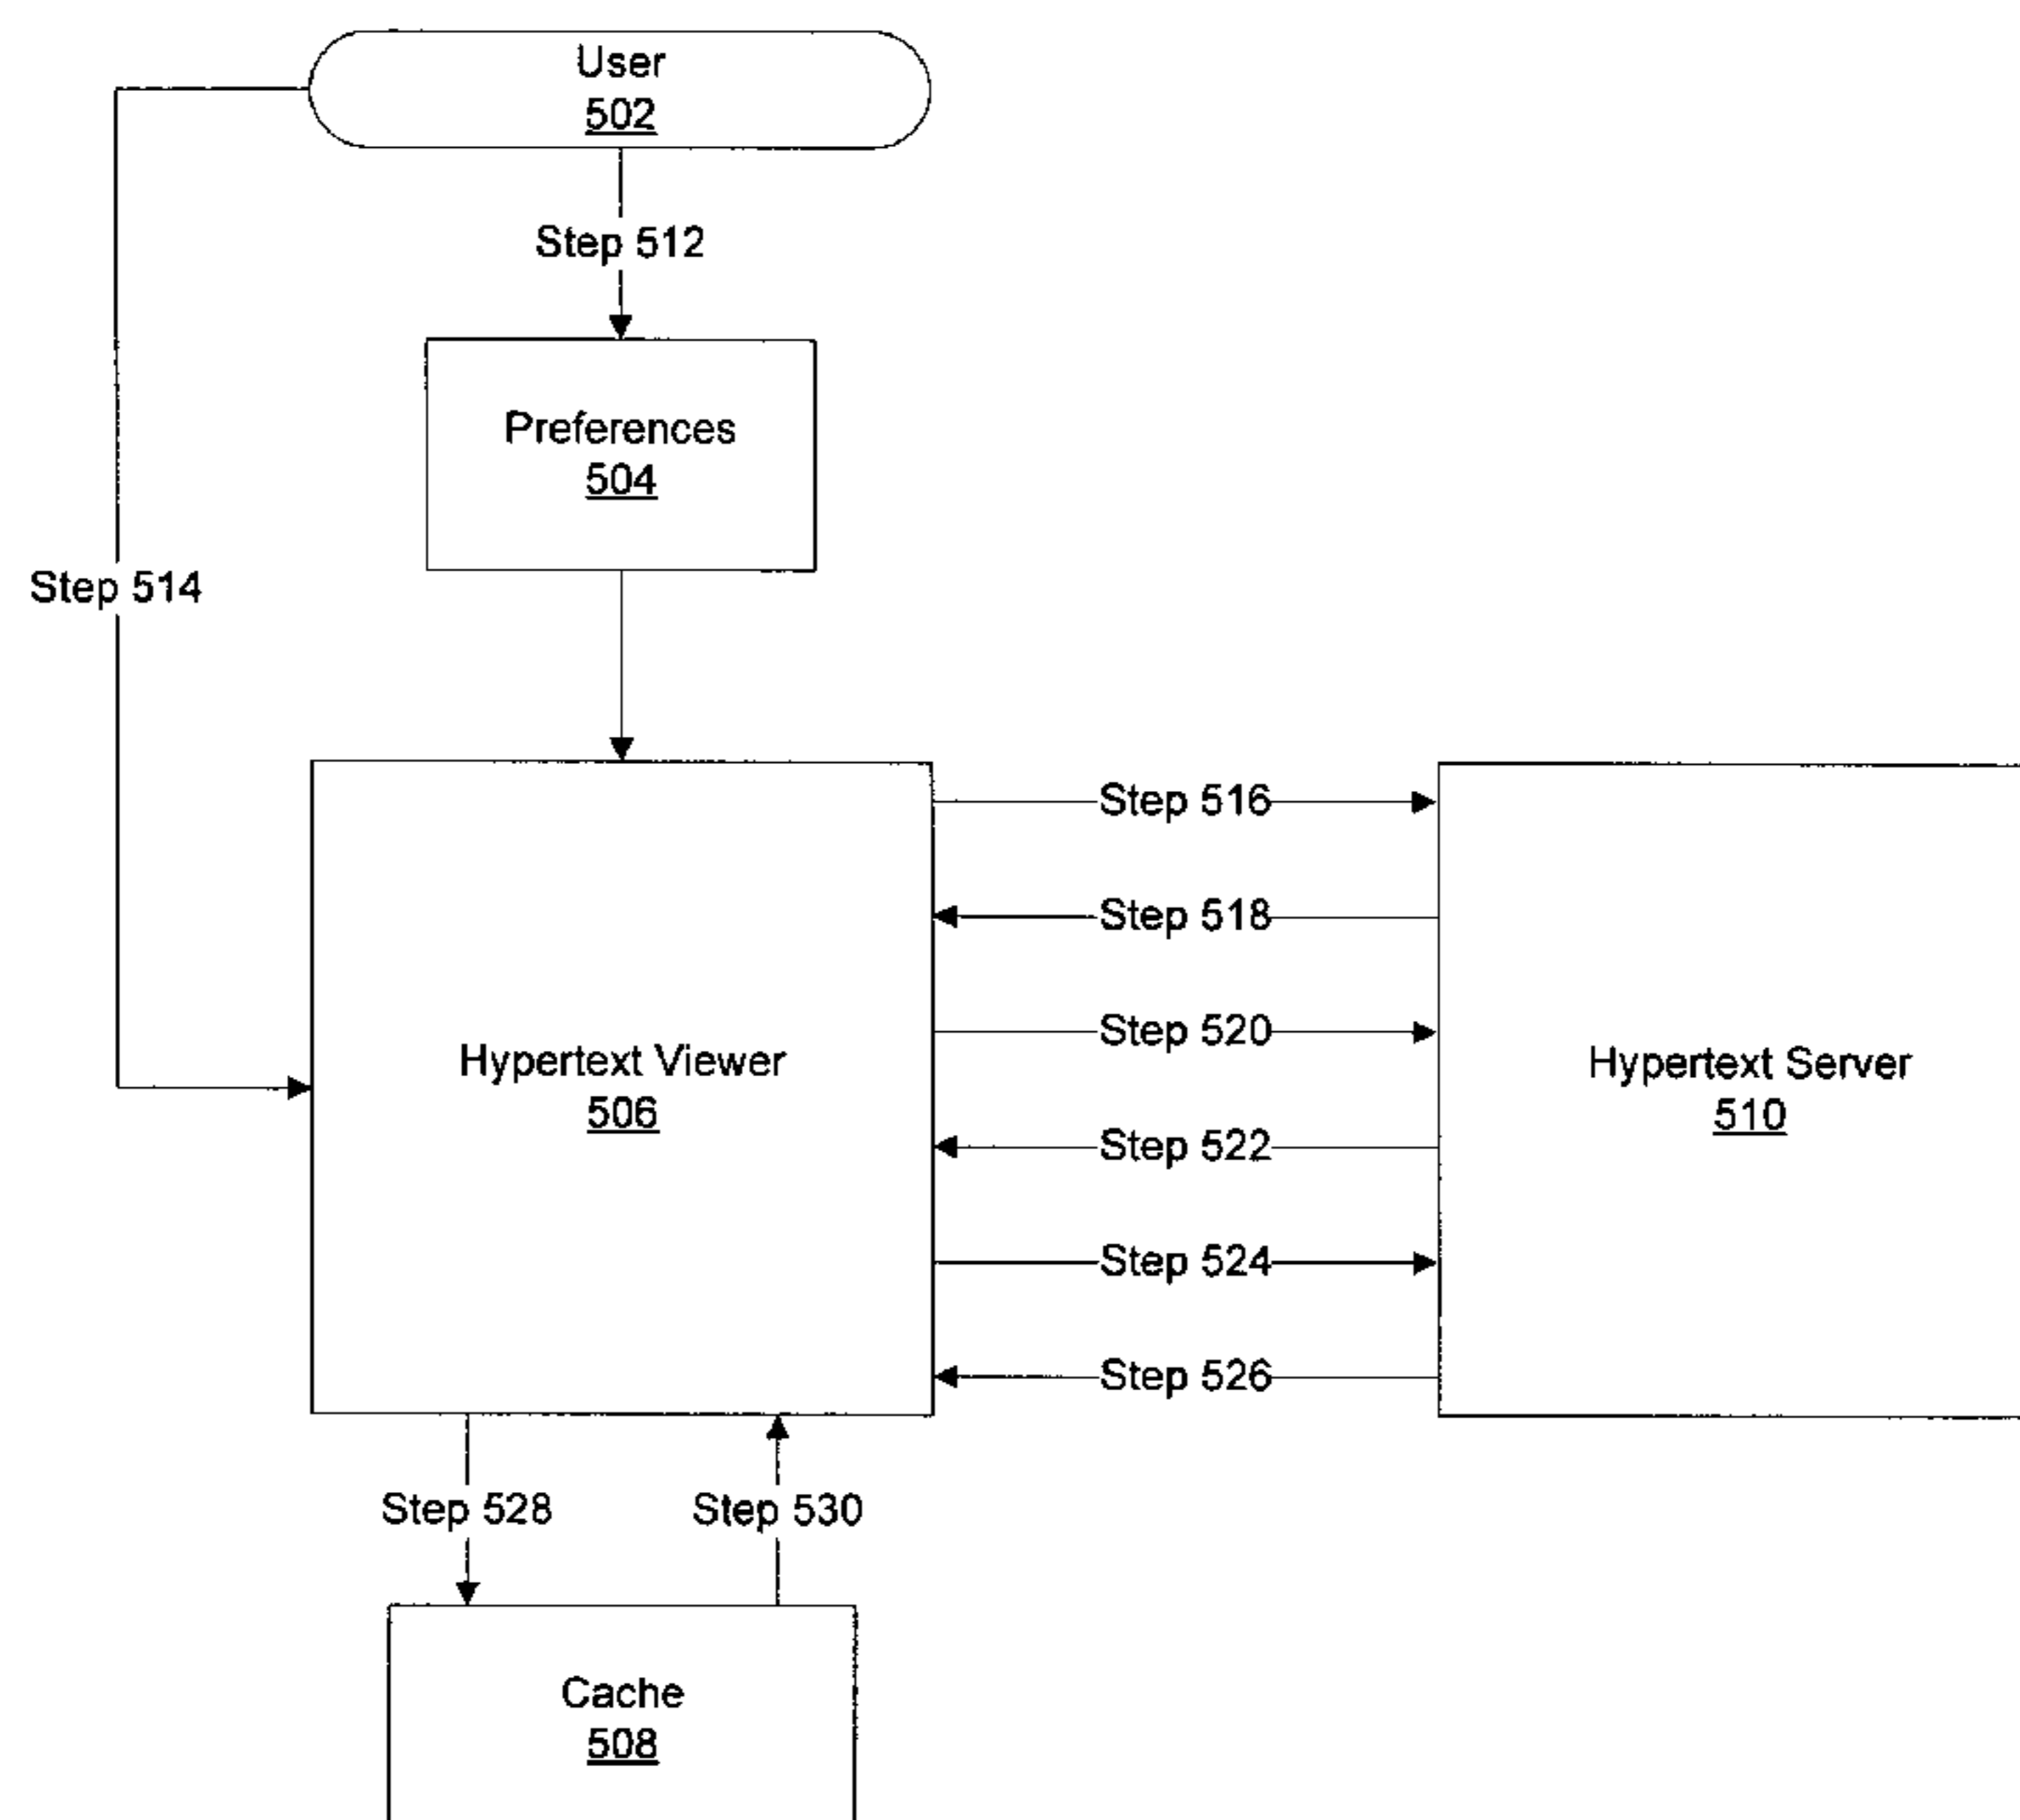 User
502
Step 512
Preferences
504
Step 514
Step 516
Step 518
Step 520
Hypertext Viewer
506
Hypertext Server
510
Step 522
Step 524
Step 526
Step 528
Step 530
Cache
508